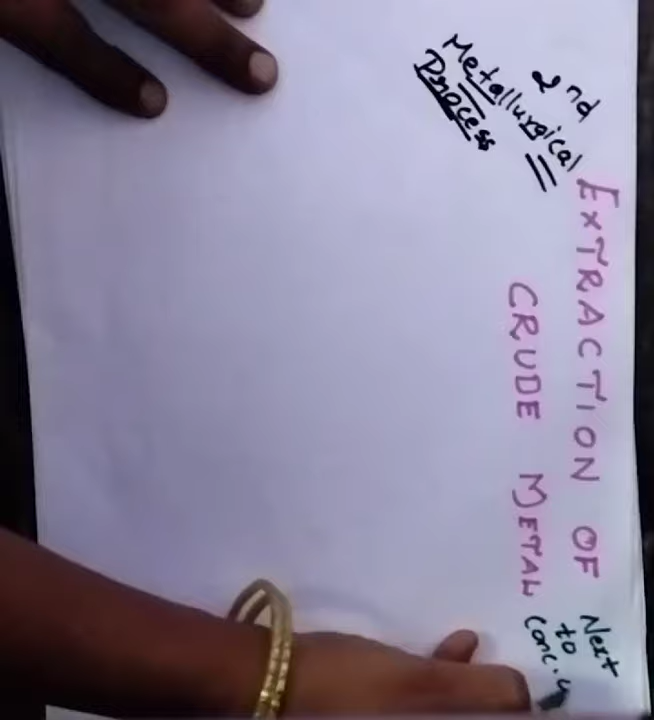 2nd
Metallurgical
Process
EXTRACTION OF
CRUDE METAL
Next
to
Conc.